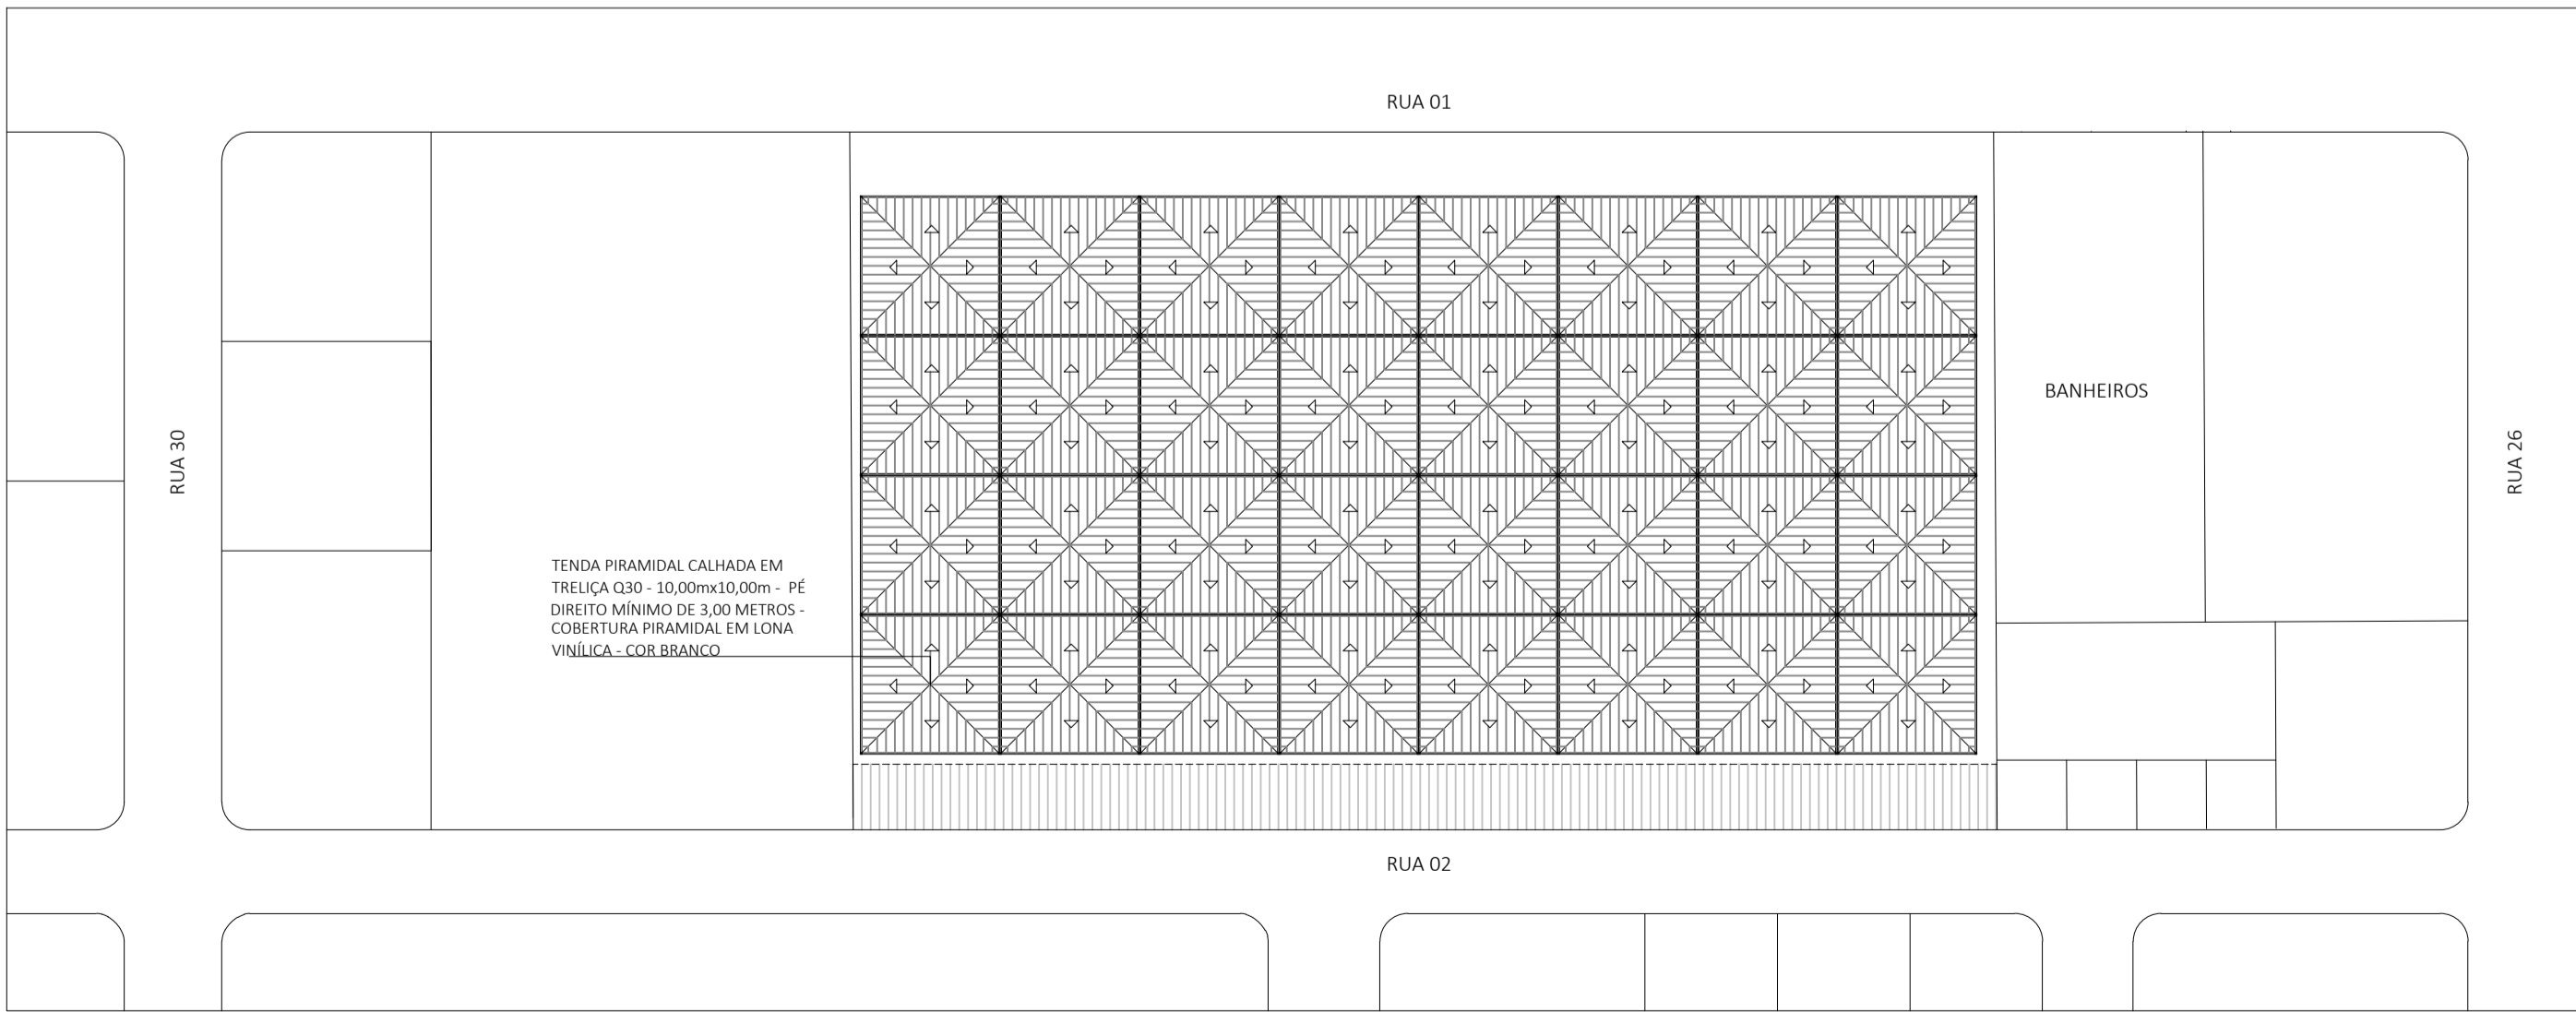 RUA 01
RUA 30
BANHEIROS
RUA 26
TENDA PIRAMIDAL CALHADA EM
TRELIÇA Q30 - 10,00mx10,00m - PÉ
DIREITO MÍNIMO DE 3,00 METROS -
COBERTURA PIRAMIDAL EM LONA
VINÍLICA - COR BRANCO
RUA 02